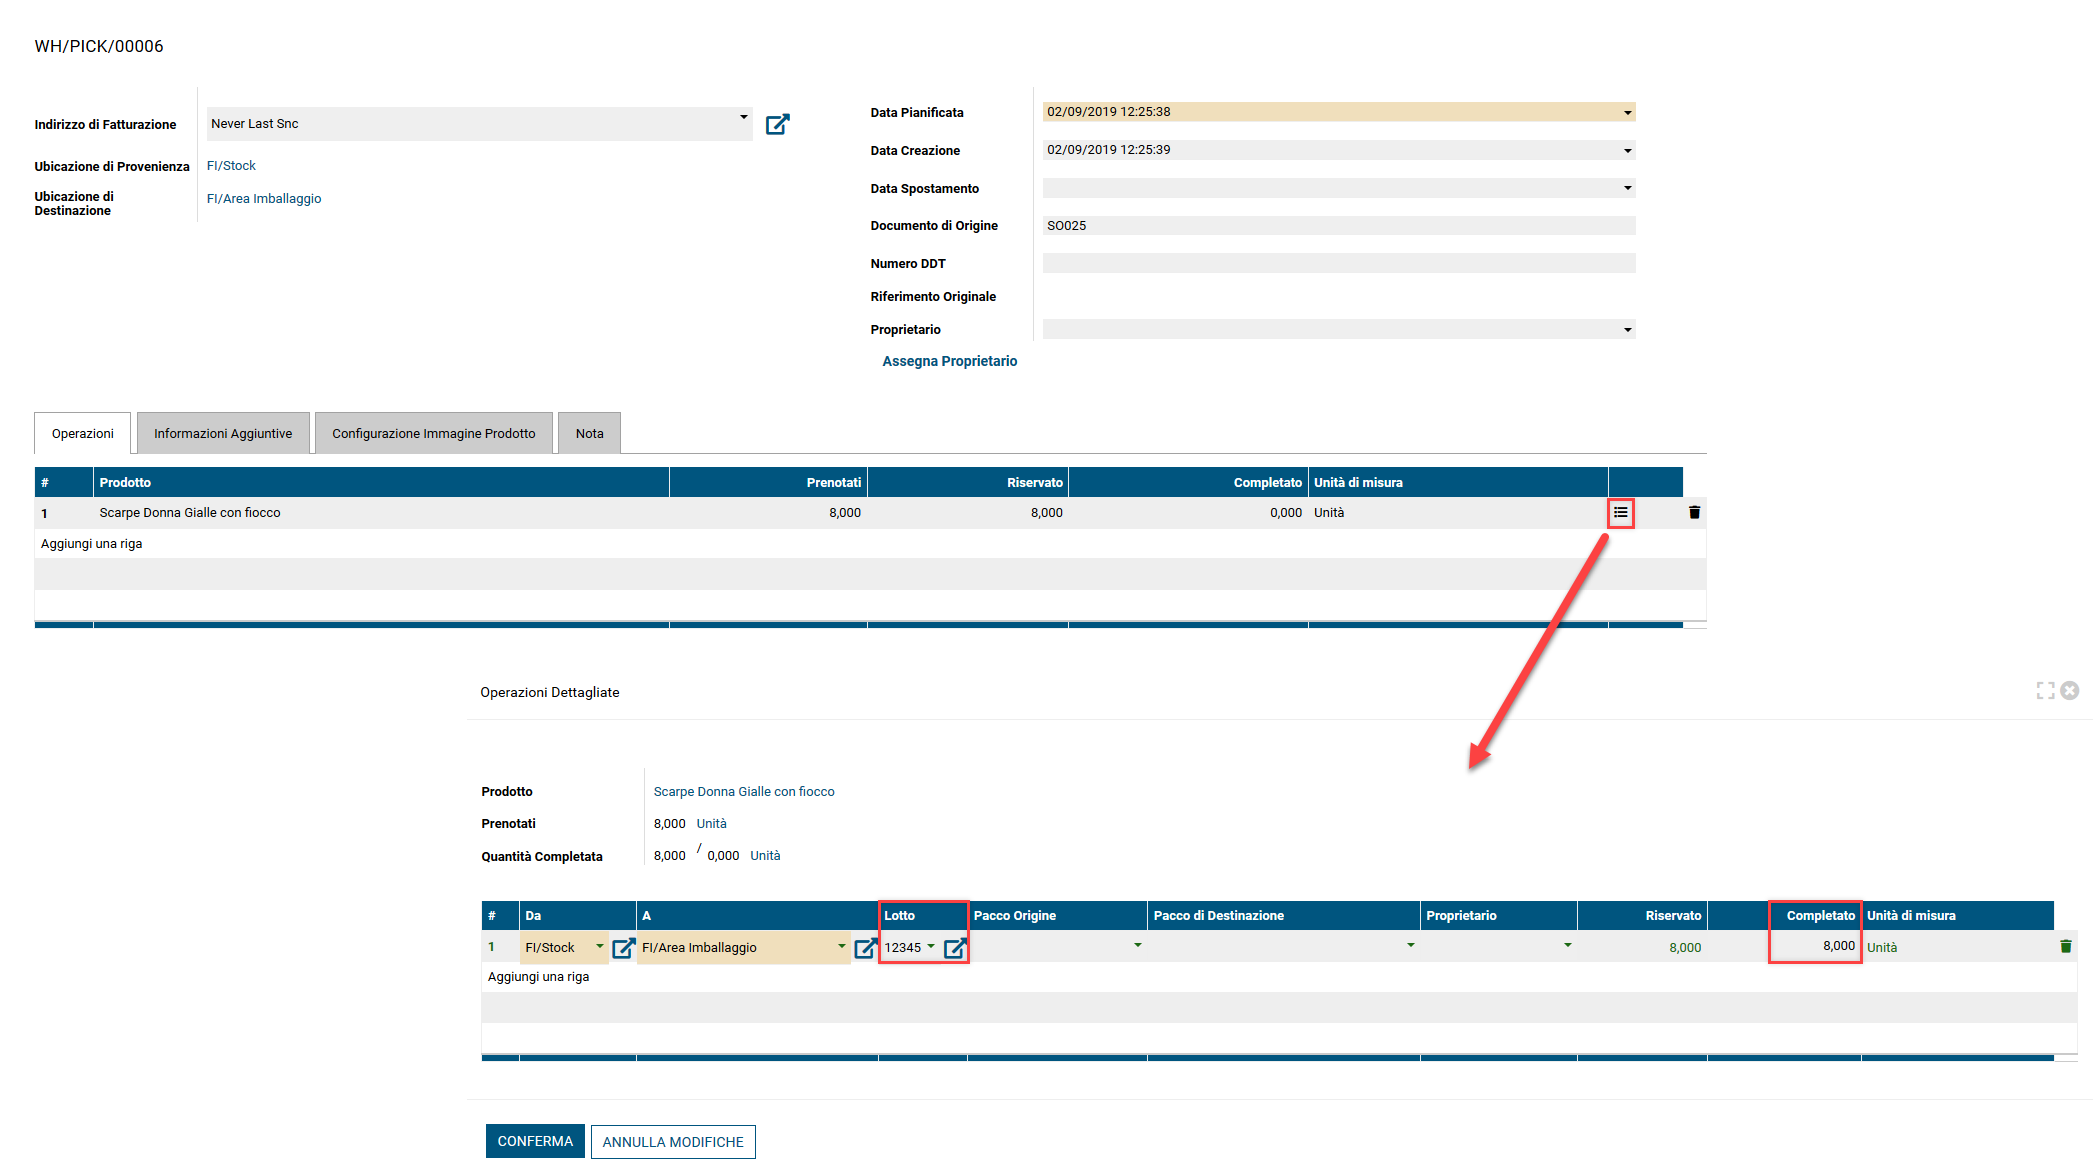 WH/PICK/00006
Indirizzo di Fatturazione
Never Last Snc
Ubicazione di Provenienza
FI/Stock
Ubicazione di
Destinazione
FI/Area Imballaggio
Data Pianificata
02/09/2019 12:25:38
Data Creazione
02/09/2019 12:25:39
Data Spostamento
Documento di Origine
SO025
Numero DDT
Riferimento Originale
Proprietario
Assegna Proprietario
Operazioni
Informazioni Aggiuntive
Configurazione Immagine Prodotto
Nota
# Prodotto Prenotati Riservato Completato Unità di misura
1 Scarpe Donna Gialle con fiocco 8,000 8,000 0,000 Unità
Aggiungi una riga
Operazioni Dettagliate
Prodotto
Scarpe Donna Gialle con fiocco
Prenotati
8,000 Unità
Quantità Completata
8,000 / 0,000 Unità
# Da A Lotto Pacco Origine Pacco di Destinazione Proprietario Riservato Completato Unità di misura
1 FI/Stock FI/Area Imballaggio 12345 8,000 8,000 Unità
Aggiungi una riga
CONFERMA
ANNULLA MODIFICHE